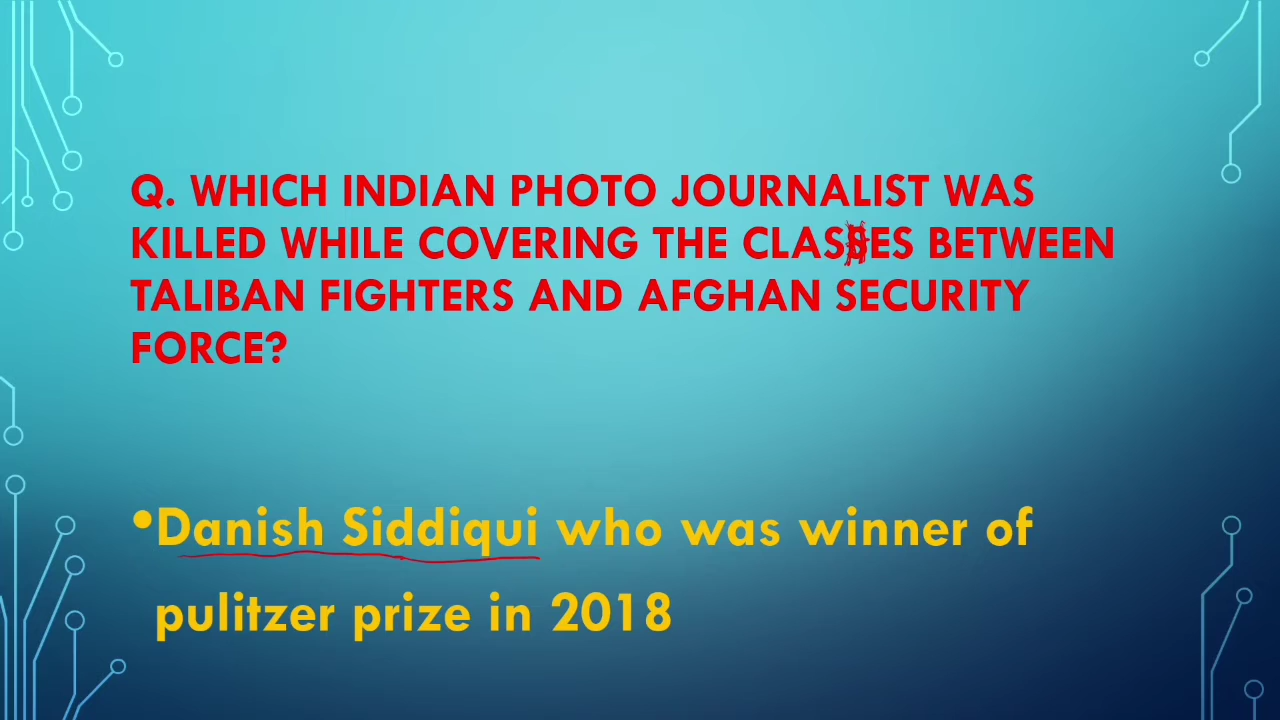 Q. WHICH INDIAN PHOTO JOURNALIST WAS
KILLED WHILE COVERING THE BETWEEN
TALIBAN FIGHTERS AND AFGHAN SECURITY
FORCE?
•Danish Siddiqui who was winner of
pulitzer prize in 2018